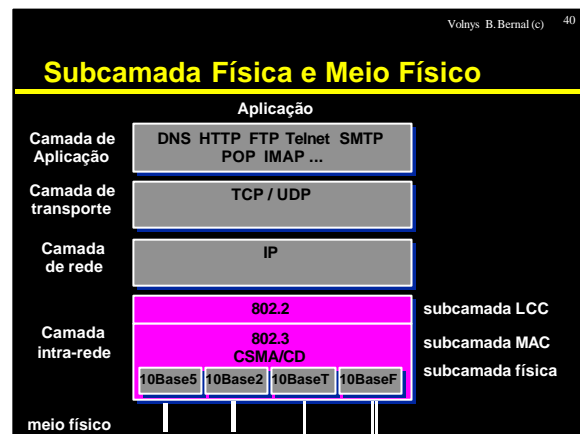 Volnys B. Bernal (c) 40
Subcamada Física e Meio Físico
Aplicação
Camada de
Aplicação
DNS HTTP FTP Telnet SMTP
POP IMAP ...
Camada de
transporte
TCP / UDP
Camada
de rede
IP
Camada
intra-rede
802.2
subcamada LCC
802.3
CSMA/CD
subcamada MAC
10Base5 10Base2 10BaseT 10BaseF
subcamada física
meio físico